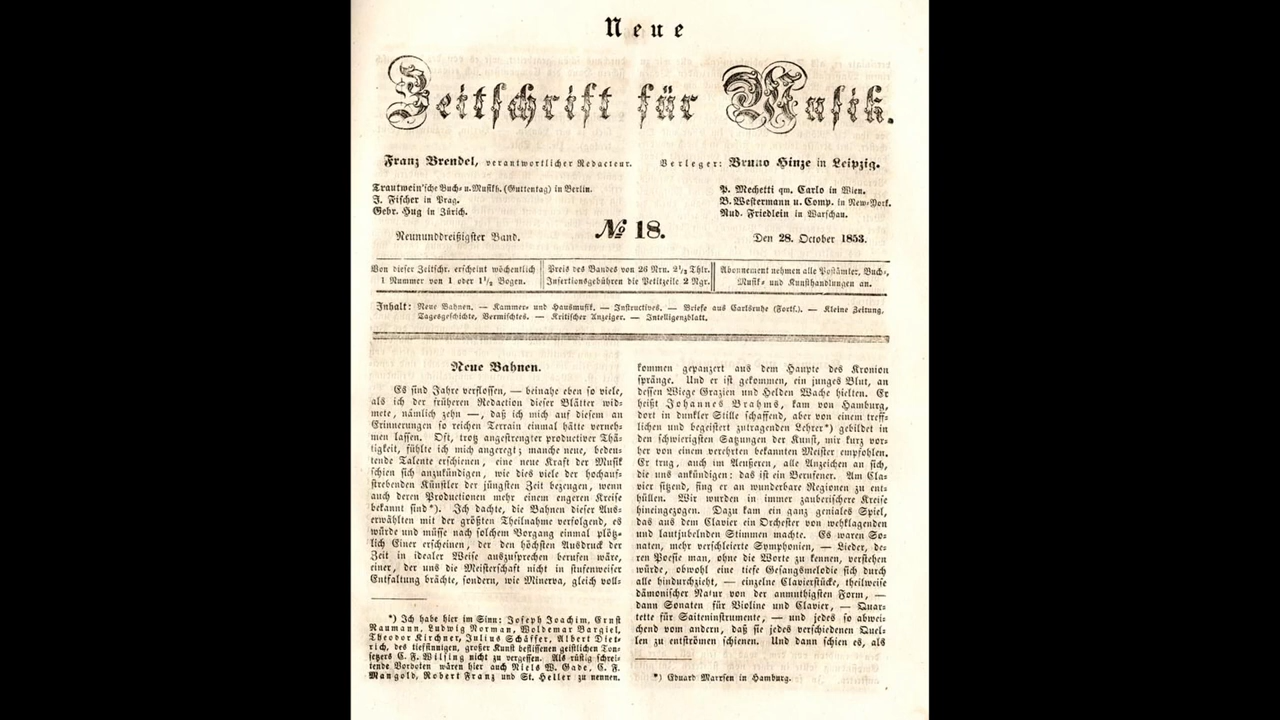 Neue
Zeitschrift für Musik.
Franz Brendel, verantwortlicher Redacteur.
Verleger: Bruno Hinze in Leipzig.
Trautwein'sche Buch- u. Musikh. (Guttentag) in Berlin.
J. Fischer in Prag.
Gebr. Hug in Zürich.
P. Mechetti qm. Carlo in Wien.
B. Westermann u. Comp. in New-York.
Rud. Friedlein in Warschau.
Neununddreißigster Band.
№ 18.
Den 28. October 1853.
Von dieser Zeitschr. erscheint wöchentlich
1 Nummer von 1 oder 1½ Bogen.
Preis des Bandes von 26 Nrn. 2⅓ Thlr.
Insertionsgebühren die Petitzeile 2 Ngr.
Abonnement nehmen alle Postämter, Buch-,
Musik- und Kunsthandlungen an.
Inhalt: Neue Bahnen. — Kammer- und Hausmusik. — Instructives. — Briefe aus Carlsruhe (Forts.). — Kleine Zeitung,
Tagesgeschichte, Vermischtes. — Kritischer Anzeiger. — Intelligenzblatt.
Neue Bahnen.
Es sind Jahre verflossen, — beinahe eben so viele,
als ich der früheren Redaction dieser Blätter wid-
mete, nämlich zehn —, daß ich mich auf diesem an
Erinnerungen so reichen Terrain einmal hätte verneh-
men lassen. Oft, trotz angestrengter productiver Thä-
tigkeit, fühlte ich mich angeregt; manche neue, bedeu-
tende Talente erschienen, eine neue Kraft der Musik
schien sich anzukündigen, wie dies viele der hochauf-
strebenden Künstler der jüngsten Zeit bezeugen, wenn
auch deren Productionen mehr einem engeren Kreise
bekannt sind*). Ich dachte, die Bahnen dieser Aus-
erwählten mit der größten Theilnahme verfolgend, es
würde und müsse nach solchem Vorgang einmal plötz-
lich Einer erscheinen, der den höchsten Ausdruck der
Zeit in idealer Weise auszusprechen berufen wäre,
einer, der uns die Meisterschaft nicht in stufenweiser
Entfaltung brächte, sondern, wie Minerva, gleich voll-
*) Ich habe hier im Sinn: Joseph Joachim, Ernst
Naumann, Ludwig Norman, Woldemar Bargiel,
Theodor Kirchner, Julius Schäffer, Albert Diet-
rich, des tiefsinnigen, großer Kunst beflissenen geistlichen Ton-
setzers C. F. Wilsing nicht zu vergessen. Als rüstig schrei-
tende Vorboten wären hier auch Niels W. Gade, C. F.
Mangold, Robert Franz und St. Heller zu nennen.
kommen gepanzert aus dem Haupte des Kronion
spränge. Und er ist gekommen, ein junges Blut, an
dessen Wiege Grazien und Helden Wache hielten. Er
heißt Johannes Brahms, kam von Hamburg,
dort in dunkler Stille schaffend, aber von einem treff-
lichen und begeistert zutragenden Lehrer*) gebildet in
den schwierigsten Satzungen der Kunst, mir kurz vor-
her von einem verehrten bekannten Meister empfohlen.
Er trug, auch im Aeußeren, alle Anzeichen an sich,
die uns ankündigen: das ist ein Berufener. Am Cla-
vier sitzend, fing er an wunderbare Regionen zu ent-
hüllen. Wir wurden in immer zauberischere Kreise
hineingezogen. Dazu kam ein ganz geniales Spiel,
das aus dem Clavier ein Orchester von wehklagenden
und lautjubelnden Stimmen machte. Es waren So-
naten, mehr verschleierte Symphonien, — Lieder, de-
ren Poesie man, ohne die Worte zu kennen, verstehen
würde, obwohl eine tiefe Gesangsmelodie sich durch
alle hindurchzieht, — einzelne Clavierstücke, theilweise
dämonischer Natur von der anmuthigsten Form, —
dann Sonaten für Violine und Clavier, — Quar-
tette für Saiteninstrumente, — und jedes so abwei-
chend vom andern, daß sie jedes verschiedenen Quel-
len zu entströmen schienen. Und dann schien es, als
*) Eduard Marxsen in Hamburg.